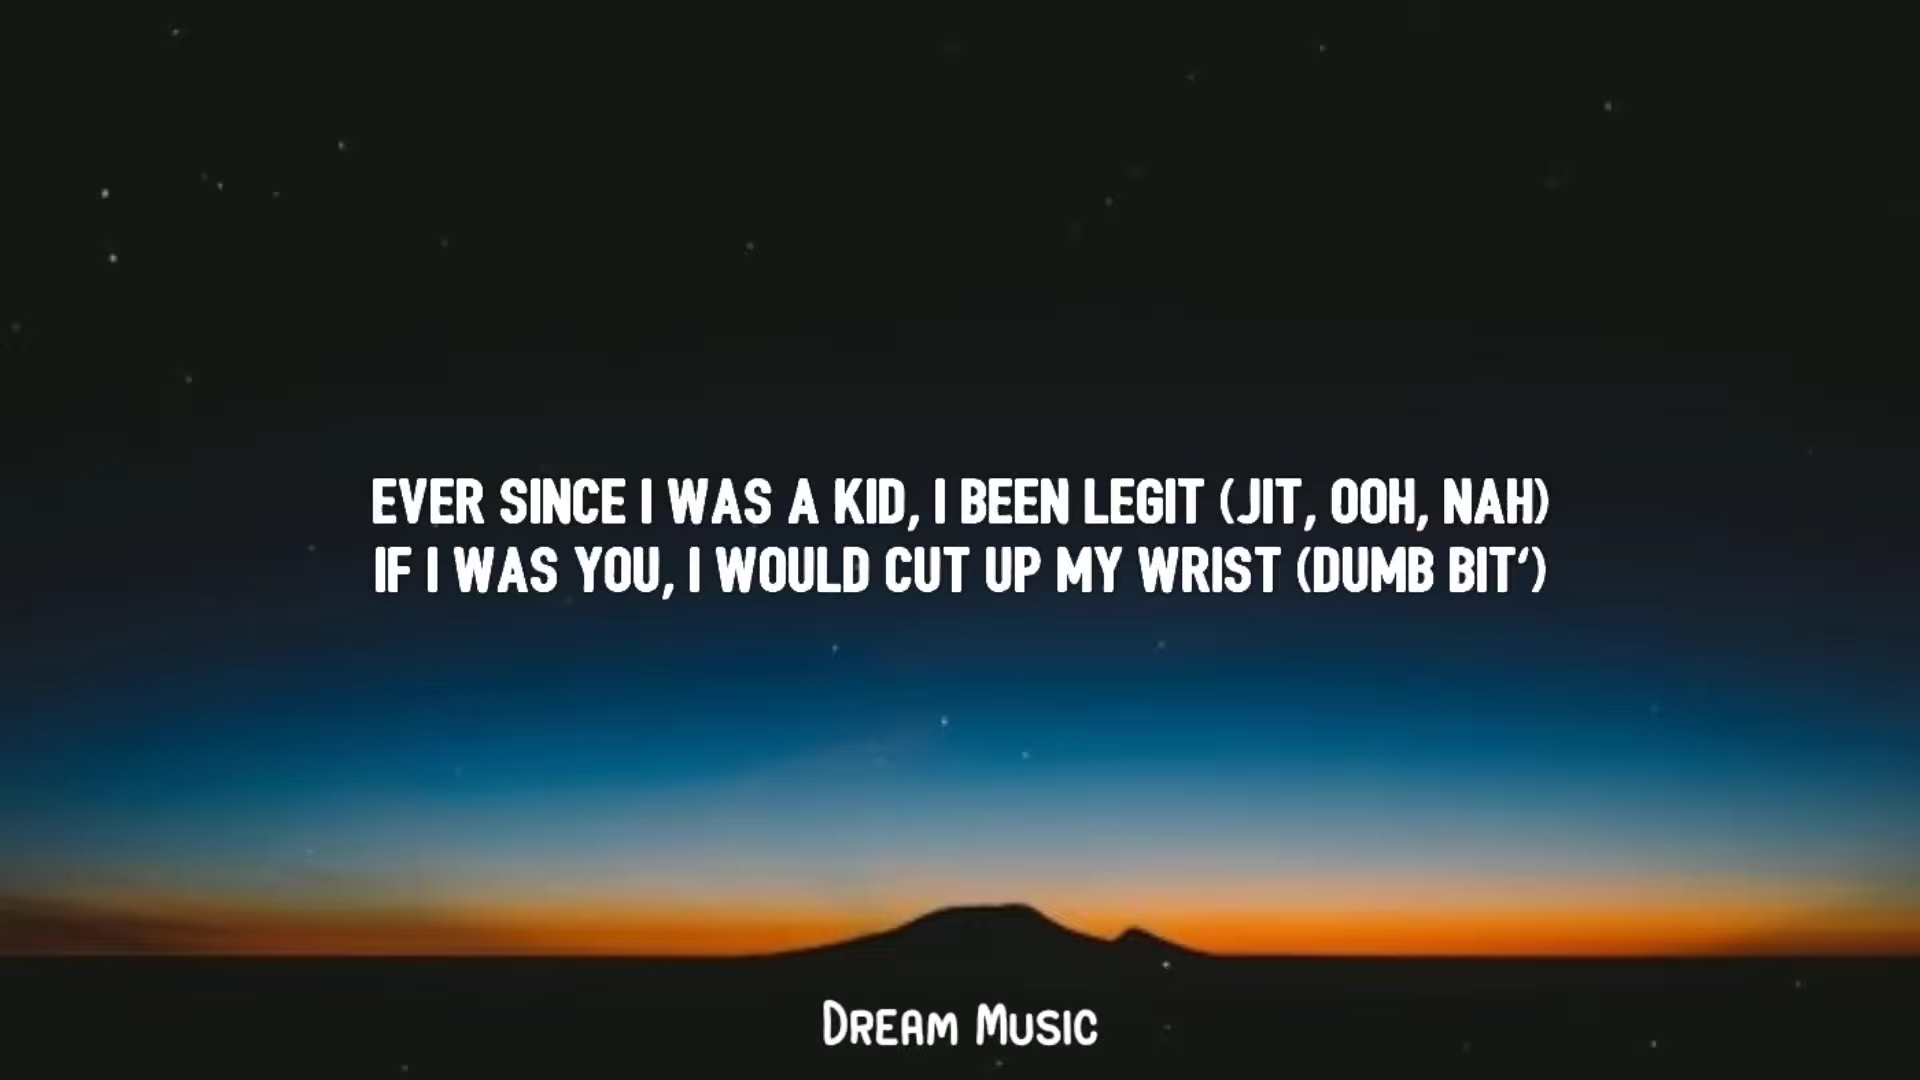 EVER SINCE I WAS A KID, I BEEN LEGIT (JIT, OOH, NAH)
IF I WAS YOU, I WOULD CUT UP MY WRIST (DUMB BIT‘)
DREAM MUSIC